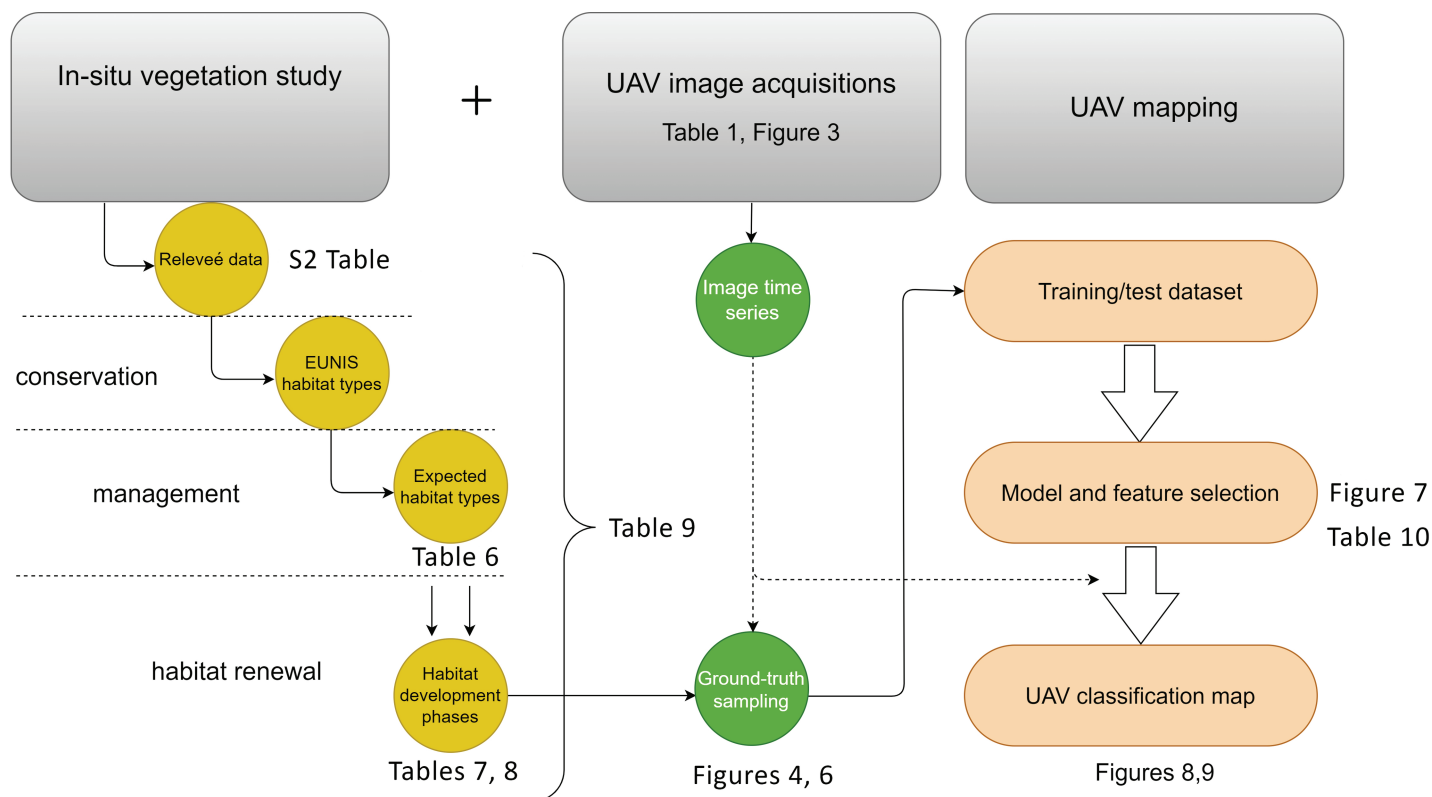 In-situ vegetation study
+
UAV image acquisitions
Table 1, Figure 3
UAV mapping
Releveé data
S2 Table
conservation
EUNIS
habitat types
management
Expected
habitat types
Table 6
habitat renewal
Habitat
development
phases
Tables 7, 8
Table 9
Image time
series
Ground-truth
sampling
Figures 4, 6
Training/test dataset
Model and feature selection
Figure 7
Table 10
UAV classification map
Figures 8,9